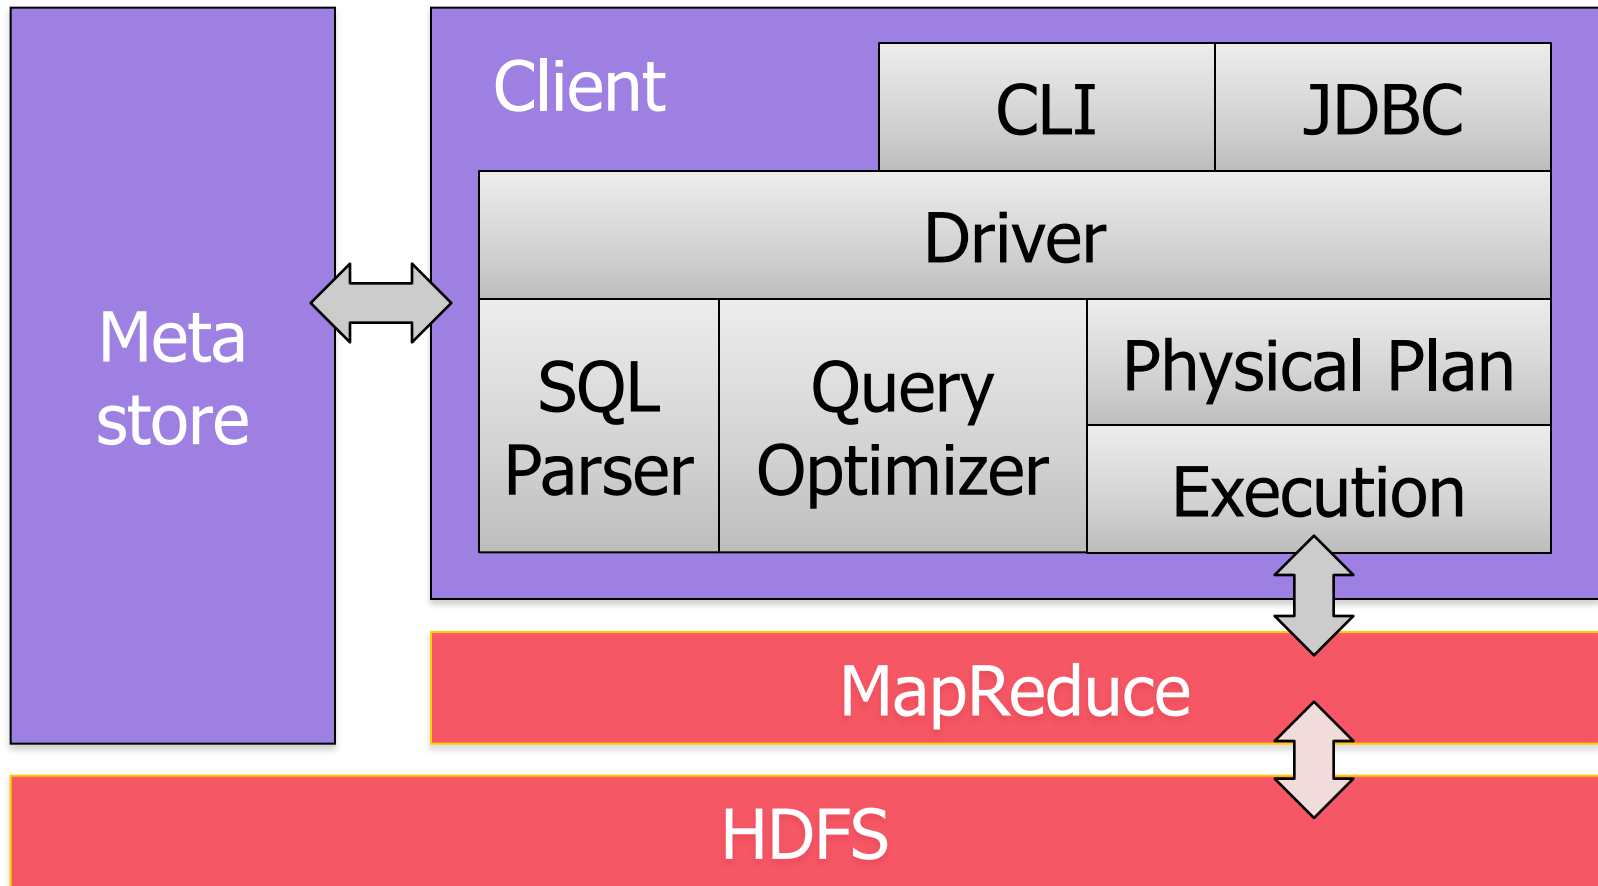 Client
CLI
JDBC
Driver
Meta
store
SQL
Parser
Query
Optimizer
Physical Plan
Execution
MapReduce
HDFS